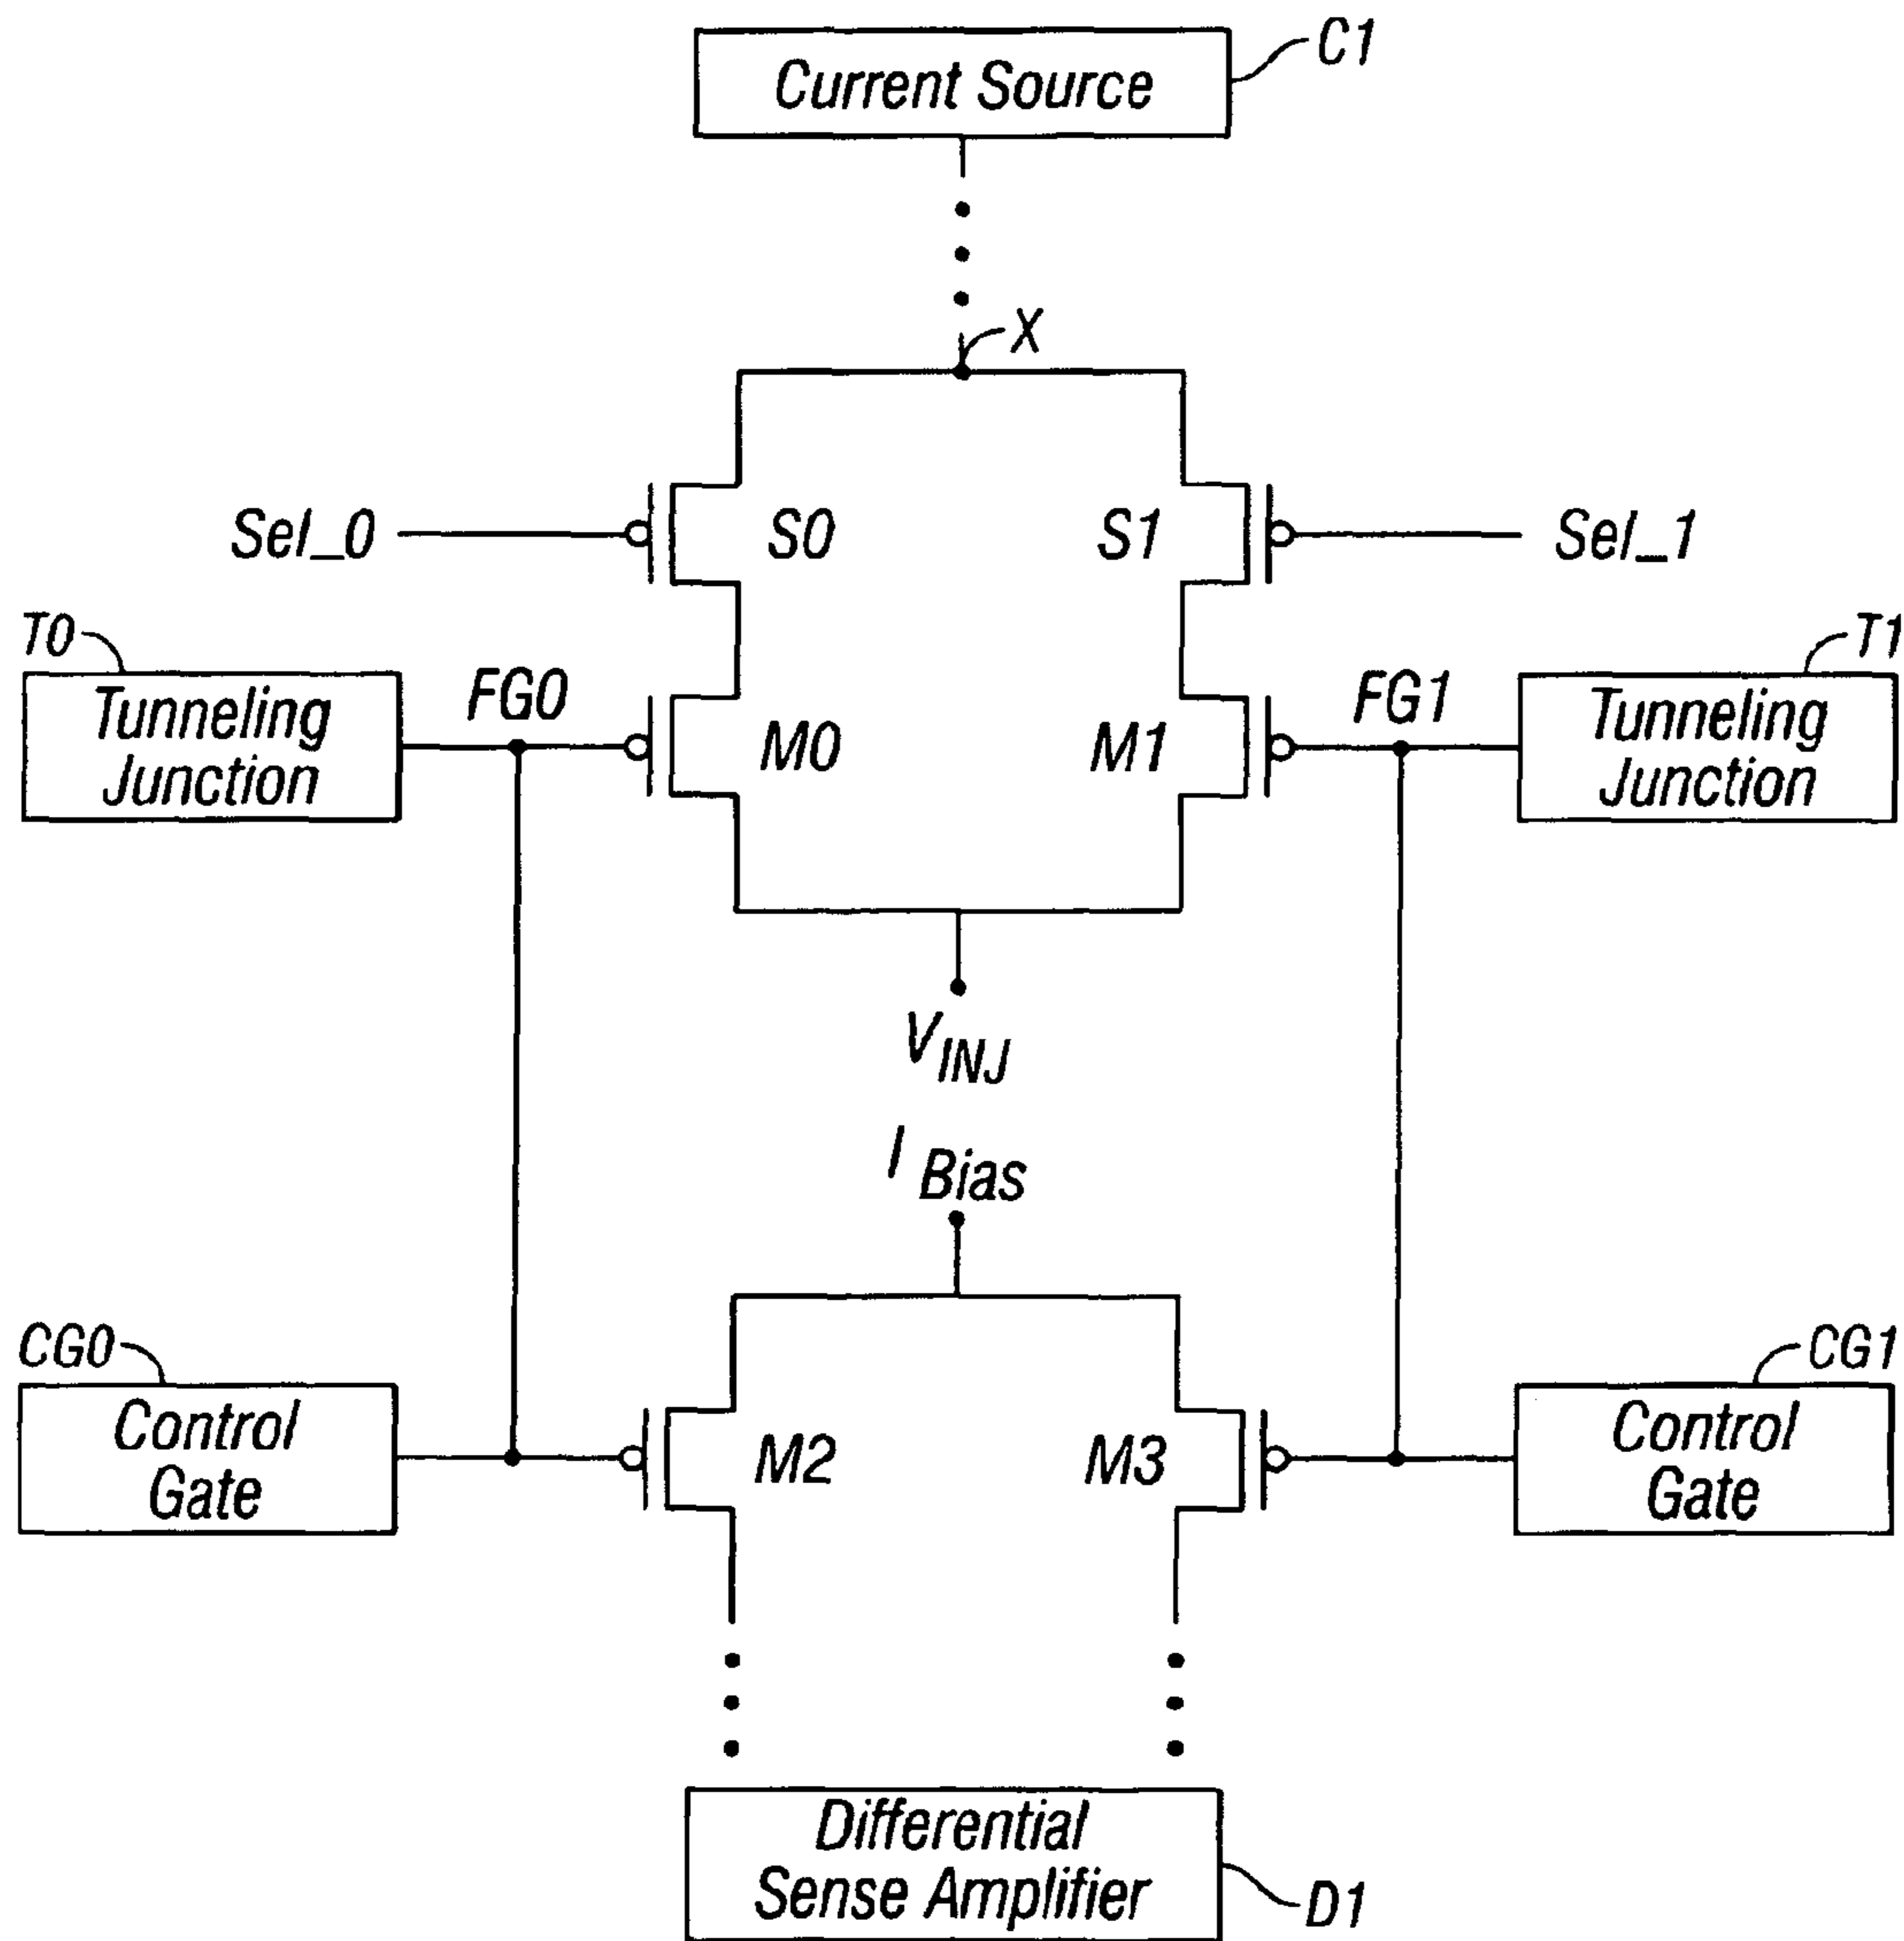 Current Source
C1
X
Sel_0
S0
S1
Sel_1
T0
Tunneling
Junction
FG0
M0
M1
FG1
T1
Tunneling
Junction
VINJ
I Bias
CG0
Control
Gate
M2
M3
CG1
Control
Gate
Differential
Sense Amplifier
D1